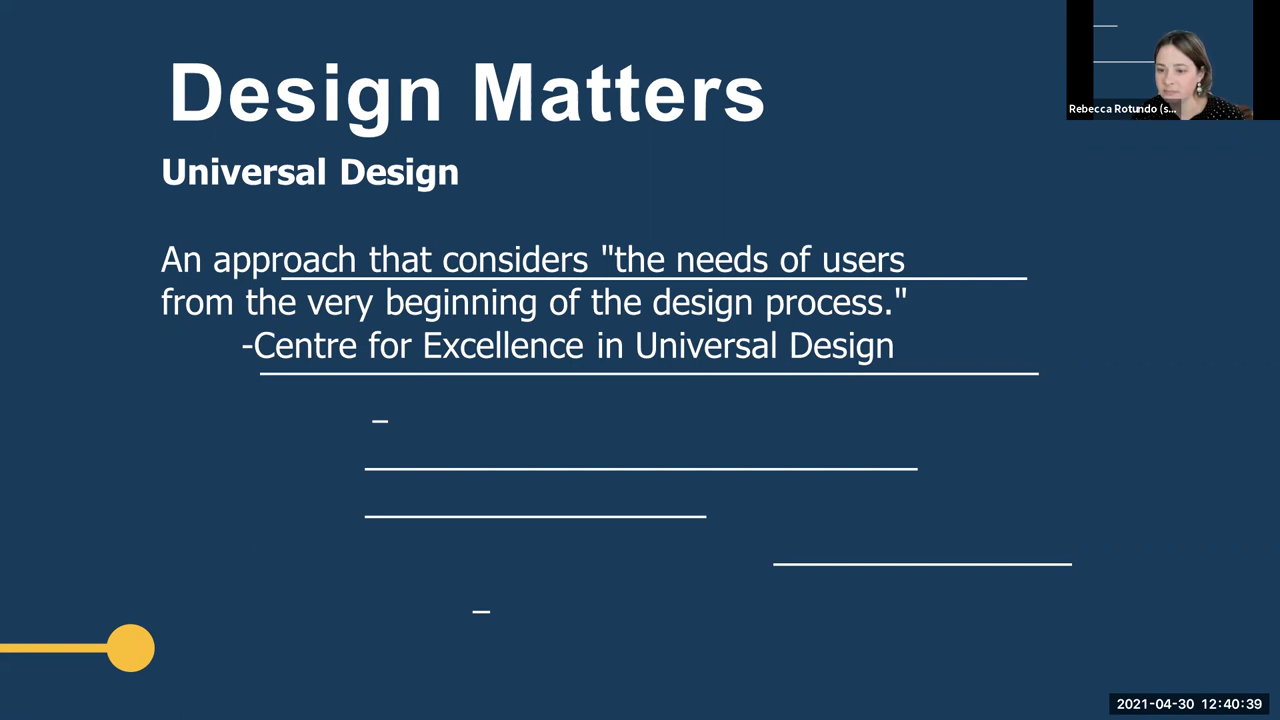 Design Matters
Rebecca Rotundo (s...
Universal Design
An approach that considers "the needs of users
from the very beginning of the design process."
-Centre for Excellence in Universal Design
2021-04-30 12:40:39